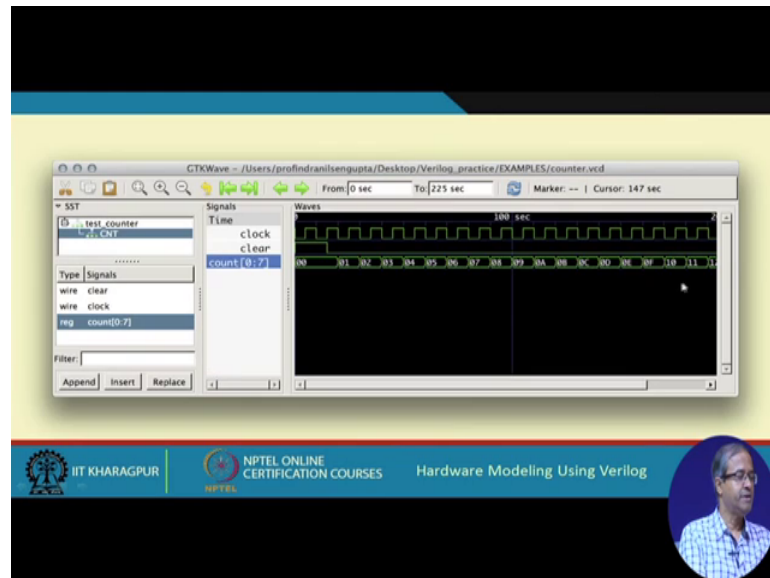 GTKWave - /Users/profindranilsengupta/Desktop/Verilog_practice/EXAMPLES/counter.vcd
From: 0 sec To: 225 sec Marker: -- | Cursor: 147 sec
SST
test_counter
CNT
Type Signals
wire clear
wire clock
reg count[0:7]
Filter:
Append Insert Replace
Signals
Time
clock
clear
count[0:7]
Waves
100 sec
00 01 02 03 04 05 06 07 08 09 0A 0B 0C 0D 0E 0F 10 11
IIT KHARAGPUR
NPTEL
NPTEL ONLINE
CERTIFICATION COURSES
Hardware Modeling Using Verilog